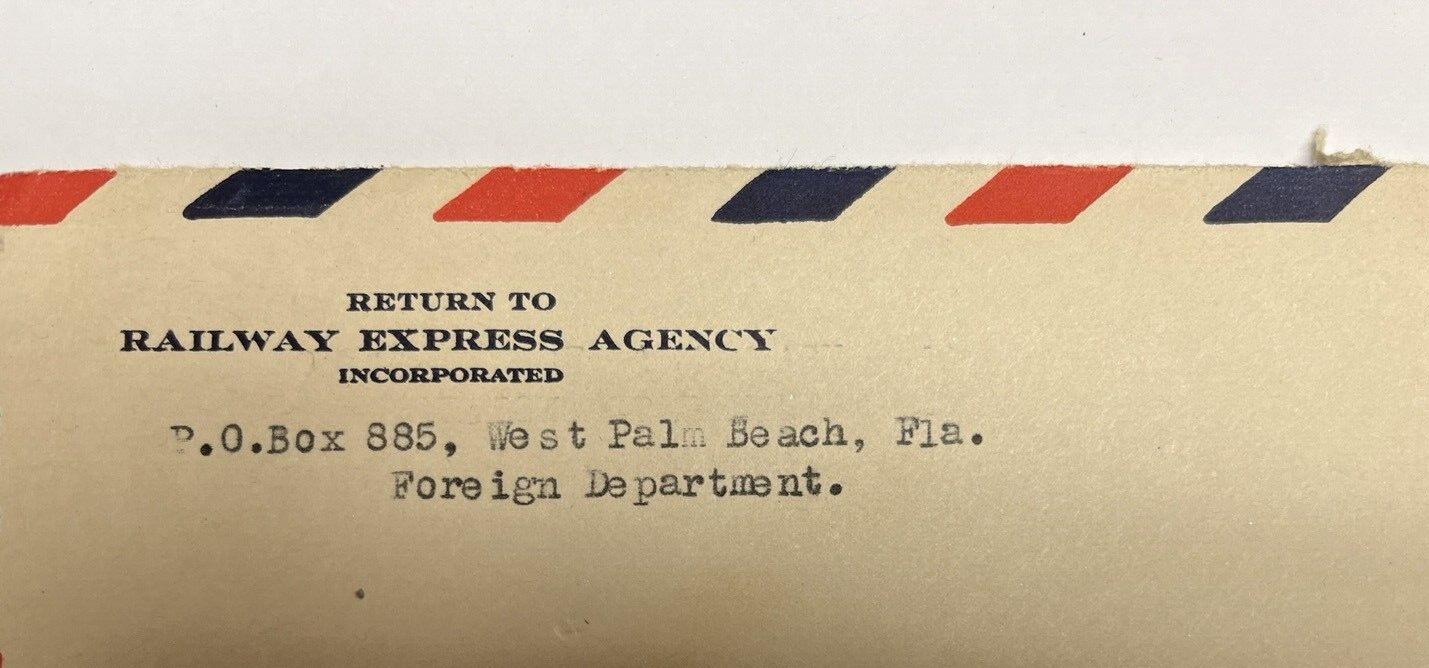 RETURN TO
RAILWAY EXPRESS AGENCY
INCORPORATED
P.O.Box 885, West Palm Beach, Fla.
Foreign Department.